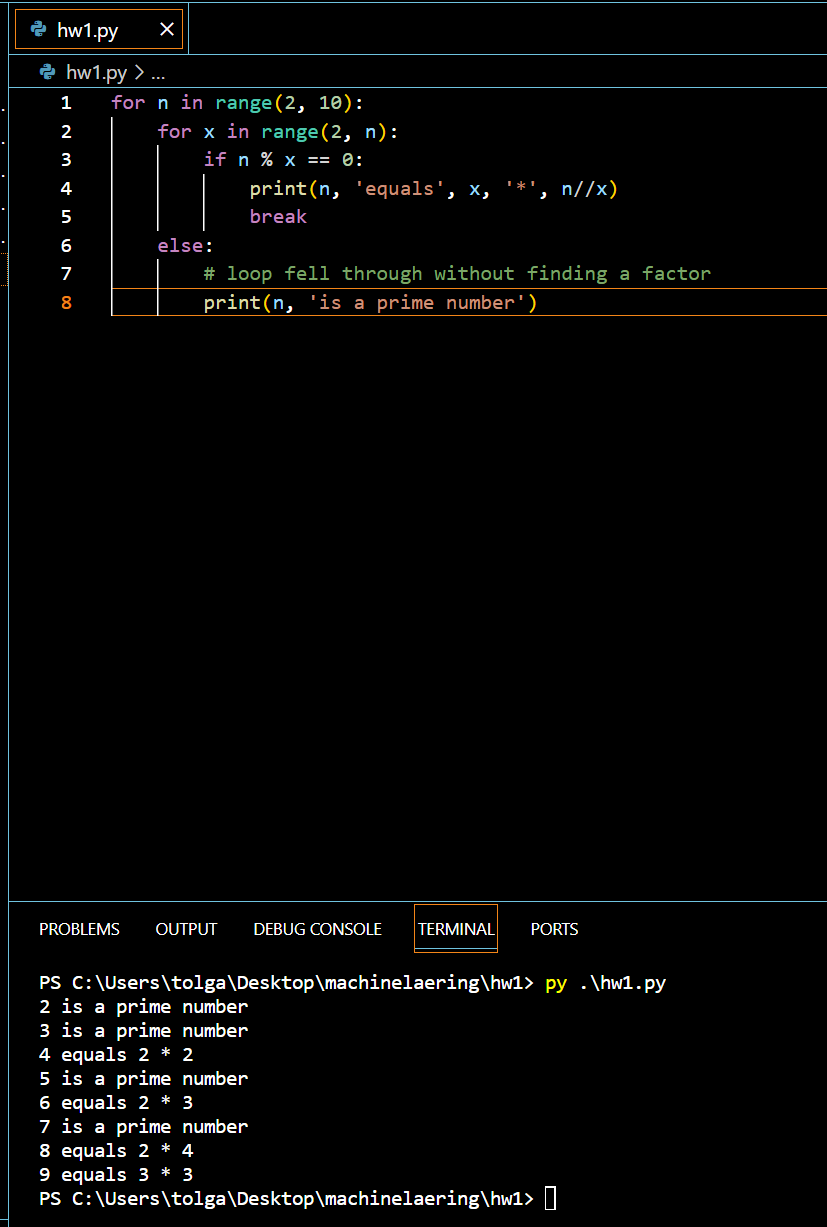 hw1.py ×
hw1.py > ...
1 for n in range(2, 10):
2     for x in range(2, n):
3         if n % x == 0:
4             print(n, 'equals', x, '*', n//x)
5             break
6     else:
7         # loop fell through without finding a factor
8         print(n, 'is a prime number')
PROBLEMS OUTPUT DEBUG CONSOLE TERMINAL PORTS
PS C:\Users\tolga\Desktop\machinelaering\hw1> py .\hw1.py
2 is a prime number
3 is a prime number
4 equals 2 * 2
5 is a prime number
6 equals 2 * 3
7 is a prime number
8 equals 2 * 4
9 equals 3 * 3
PS C:\Users\tolga\Desktop\machinelaering\hw1>